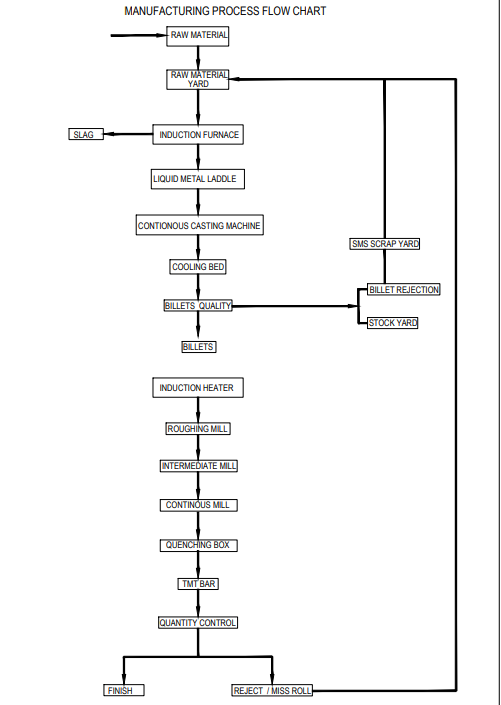 MANUFACTURING PROCESS FLOW CHART
RAW MATERIAL
RAW MATERIAL
YARD
SLAG
INDUCTION FURNACE
LIQUID METAL LADDLE
CONTIONOUS CASTING MACHINE
SMS SCRAP YARD
COOLING BED
BILLET REJECTION
BILLETS QUALITY
STOCK YARD
BILLETS
INDUCTION HEATER
ROUGHING MILL
INTERMEDIATE MILL
CONTINOUS MILL
QUENCHING BOX
TMT BAR
QUANTITY CONTROL
FINISH
REJECT / MISS ROLL